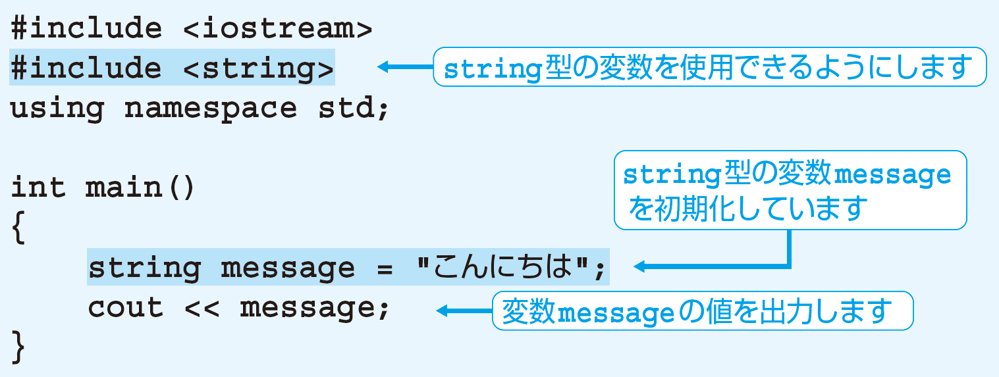 #include <iostream>
#include <string>
string型の変数を使用できるようにします
using namespace std;
int main()
{
string型の変数message
を初期化しています
string message = "こんにちは";
cout << message;
変数messageの値を出力します
}